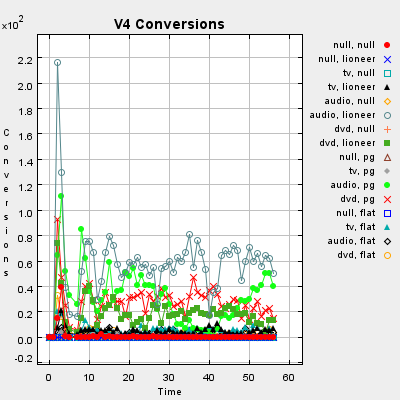 V4 Conversions
x10²
2.2
2.0
1.8
1.6
1.4
1.2
1.0
0.8
0.6
0.4
0.2
0.0
-0.2
Conversions
0 10 20 30 40 50 60
Time
null, null
null, lioneer
tv, null
tv, lioneer
audio, null
audio, lioneer
dvd, null
dvd, lioneer
null, pg
tv, pg
audio, pg
dvd, pg
null, flat
tv, flat
audio, flat
dvd, flat